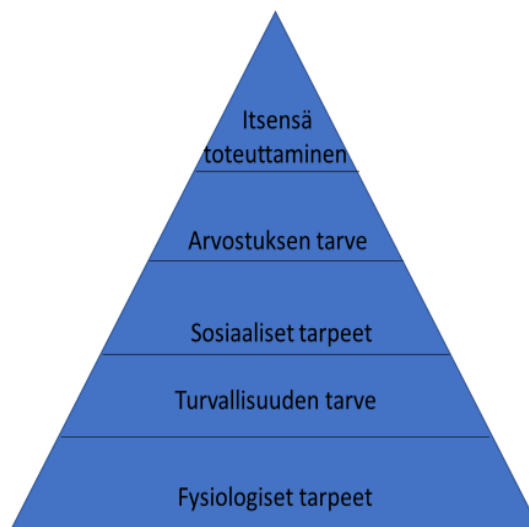 Itsensä
toteuttaminen
Arvostuksen tarve
Sosiaaliset tarpeet
Turvallisuuden tarve
Fysiologiset tarpeet